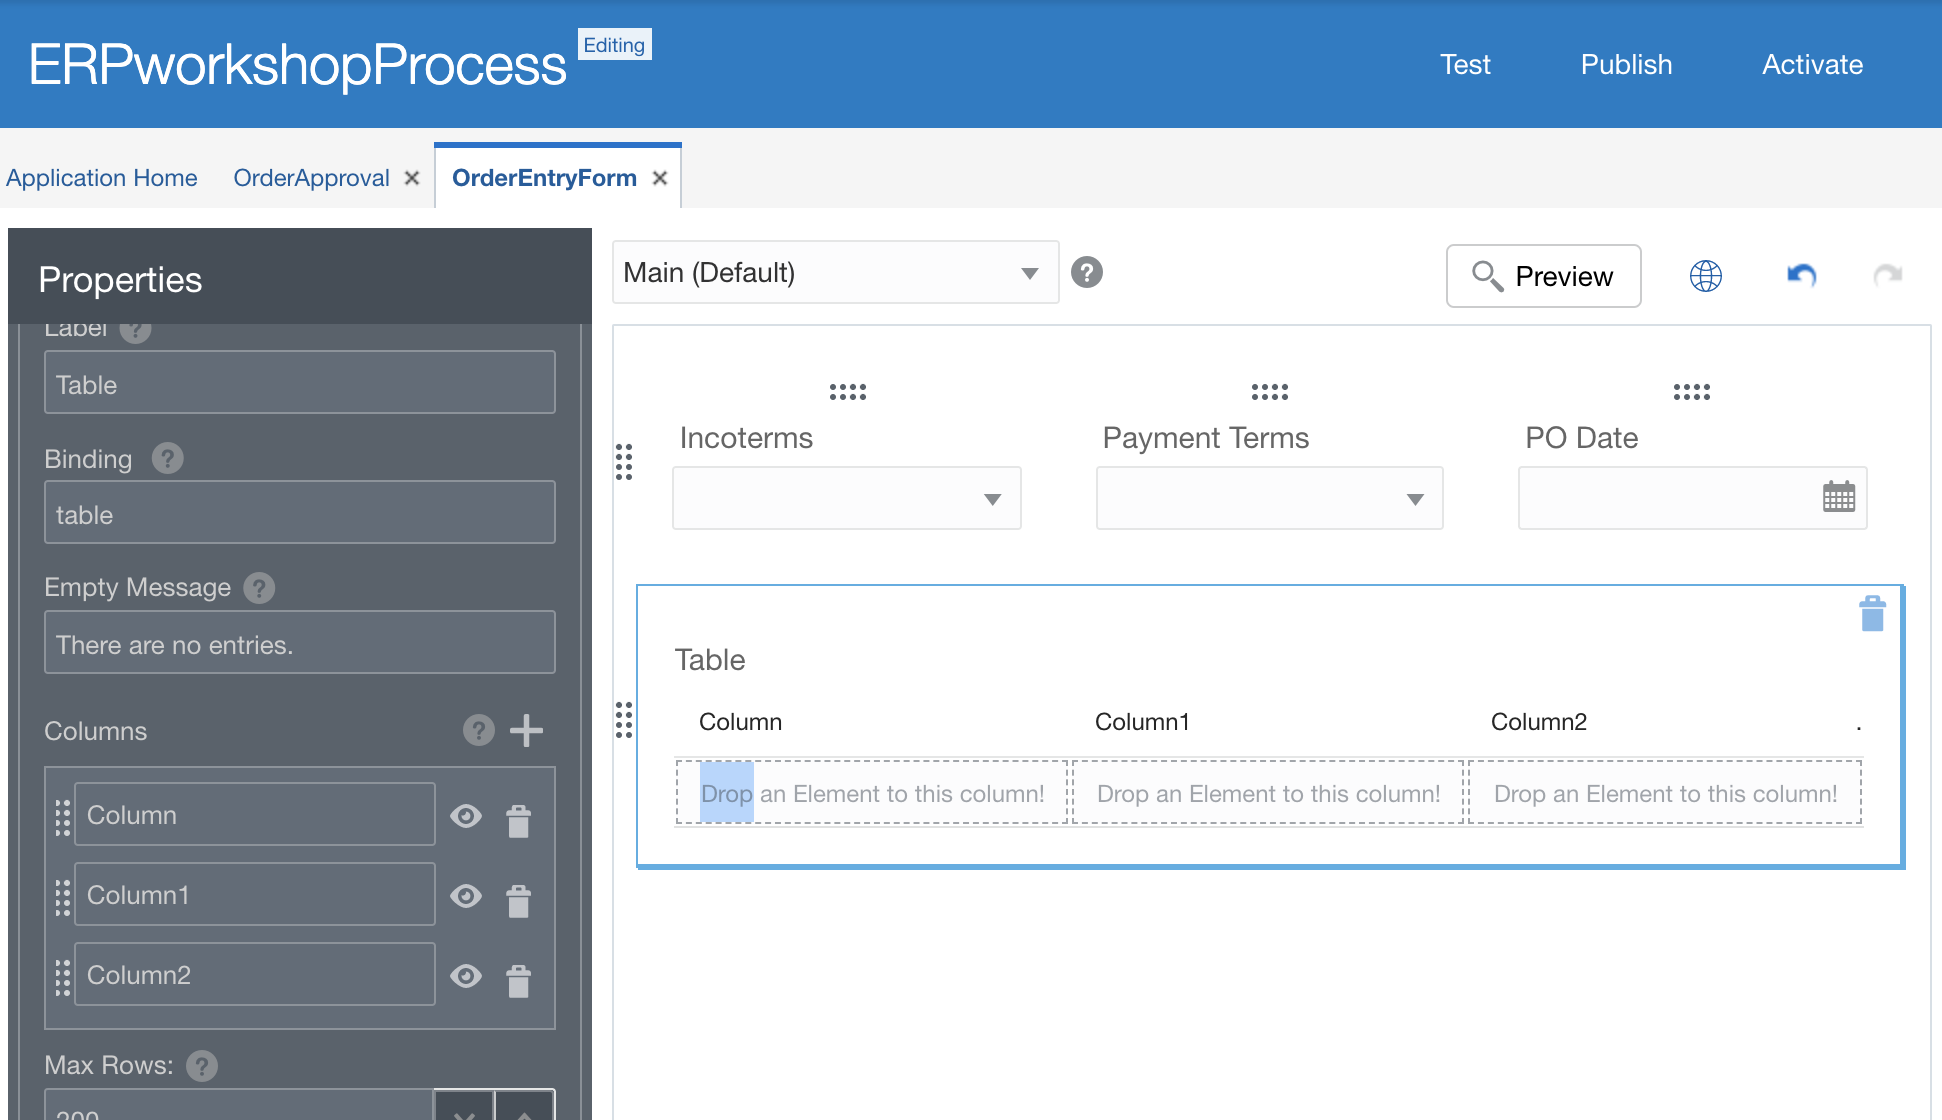 ERPworkshopProcess Editing
Test Publish Activate
Application Home OrderApproval OrderEntryForm
Properties
Label
Table
Binding
table
Empty Message
There are no entries.
Columns
Column
Column1
Column2
Max Rows:
200
Main (Default)
Preview
Incoterms Payment Terms PO Date
Table
Column Column1 Column2 .
Drop an Element to this column! Drop an Element to this column! Drop an Element to this column!